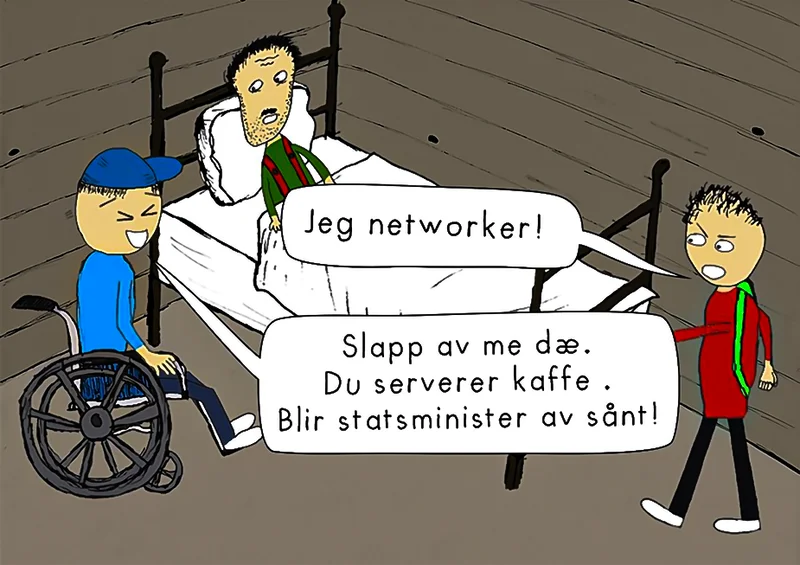 Jeg networker!
Slapp av me dæ.
Du serverer kaffe .
Blir statsminister av sånt!